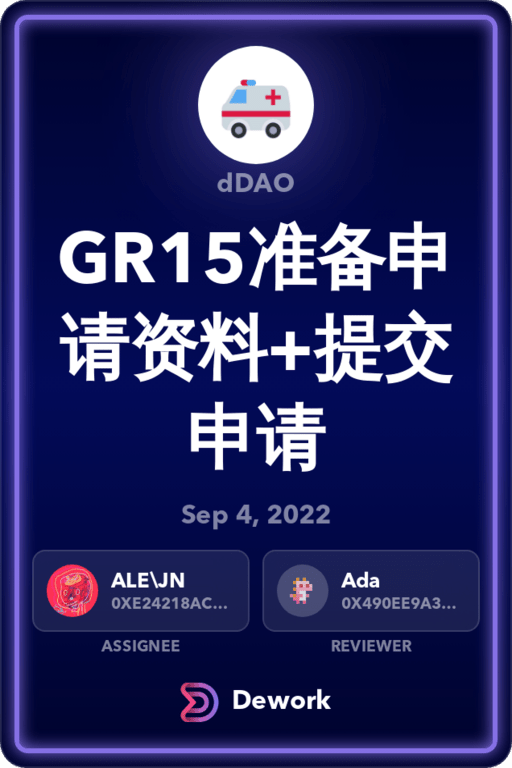 dDAO
GR15准备申
请资料+提交
申请
Sep 4, 2022
ALE\JN
0XE24218AC...
Ada
0X490EE9A3...
ASSIGNEE
REVIEWER
Dework